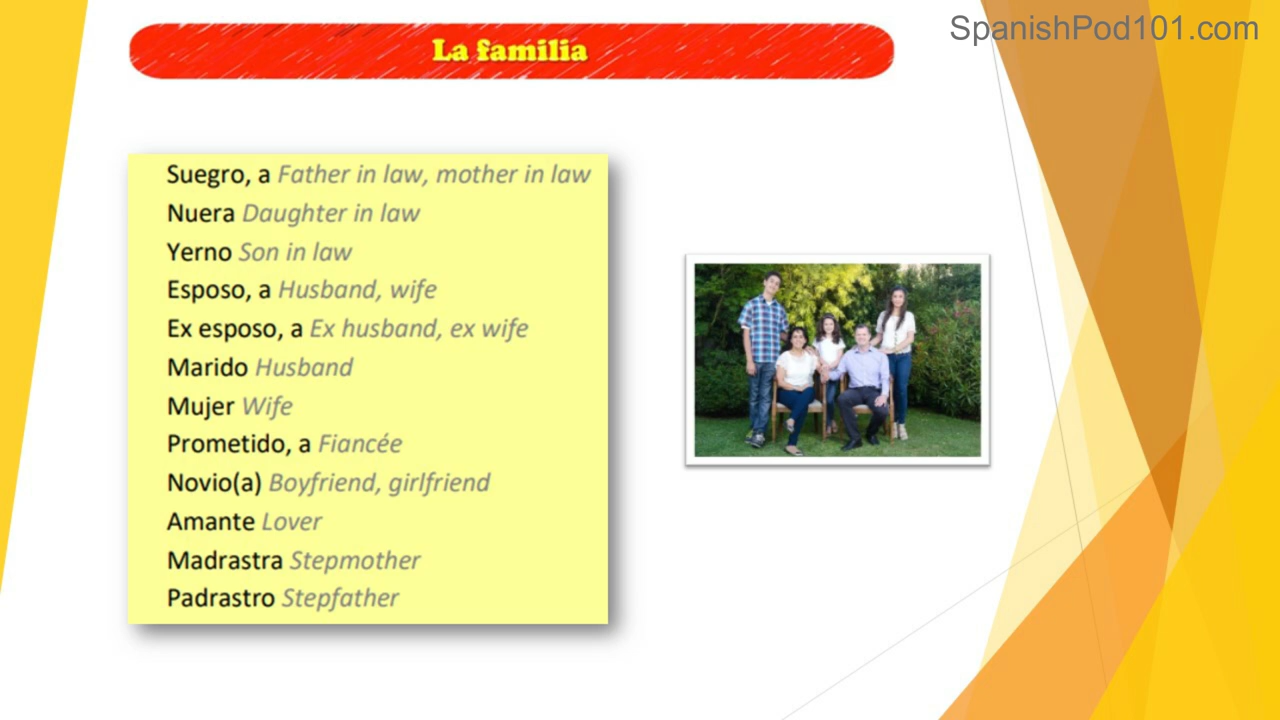 SpanishPod101.com
La familia
Suegro, a Father in law, mother in law
Nuera Daughter in law
Yerno Son in law
Esposo, a Husband, wife
Ex esposo, a Ex husband, ex wife
Marido Husband
Mujer Wife
Prometido, a Fiancée
Novio(a) Boyfriend, girlfriend
Amante Lover
Madrastra Stepmother
Padrastro Stepfather